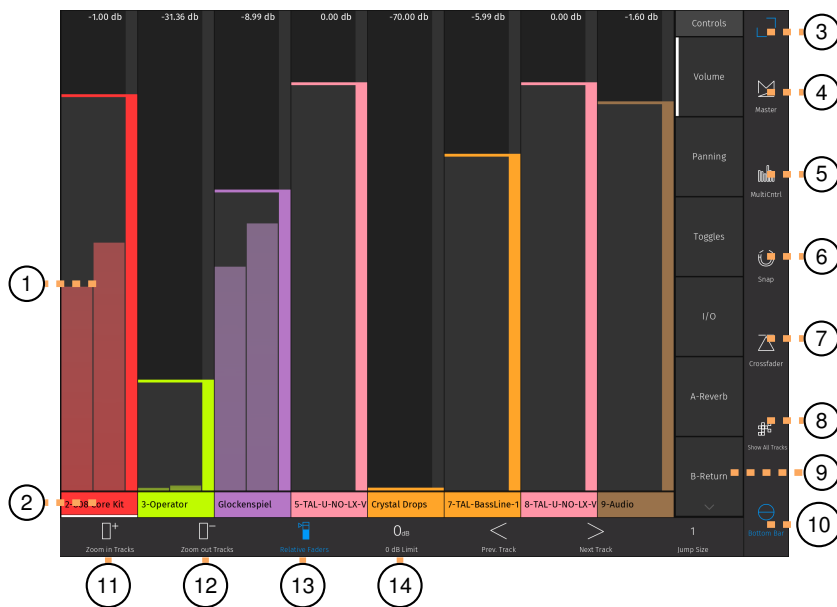 -1.00 db -31.36 db -8.99 db 0.00 db -70.00 db -5.99 db 0.00 db -1.60 db Controls
3
Volume
Master
4
Panning
MultiCntrl
5
Toggles
Snap
6
1
I/O
Crossfader
7
A-Reverb
Show All Tracks
8
B-Return
9
2
2-808 Core Kit 3-Operator Glockenspiel 5-TAL-U-NO-LX-V Crystal Drops 7-TAL-BassLine-1 8-TAL-U-NO-LX-V 9-Audio
0dB 1
Bottom Bar
10
Zoom in Tracks Zoom out Tracks Relative Faders 0 dB Limit Prev. Track Next Track Jump Size
11 12 13 14